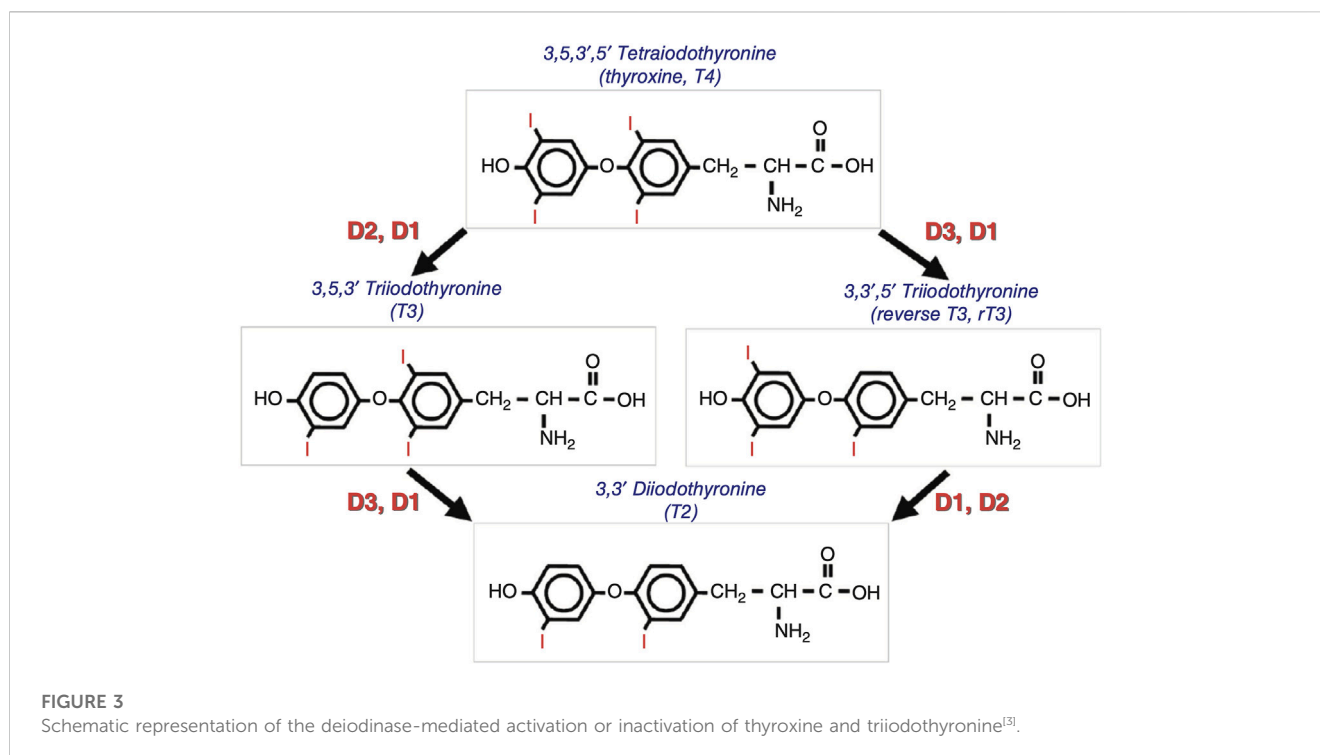 3,5,3′,5′ Tetraiodothyronine
(thyroxine, T4)
I
I
O
HO
O
CH2
CH
C
OH
NH2
I
I
D2, D1
D3, D1
3,5,3′ Triiodothyronine
(T3)
3,3′,5′ Triiodothyronine
(reverse T3, rT3)
I
O
HO
O
CH2
CH
C
OH
NH2
I
I
I
O
HO
O
CH2
CH
C
OH
NH2
I
I
D3, D1
3,3′ Diiodothyronine
(T2)
D1, D2
O
HO
O
CH2
CH
C
OH
NH2
I
I
FIGURE 3
Schematic representation of the deiodinase-mediated activation or inactivation of thyroxine and triiodothyronine[3].